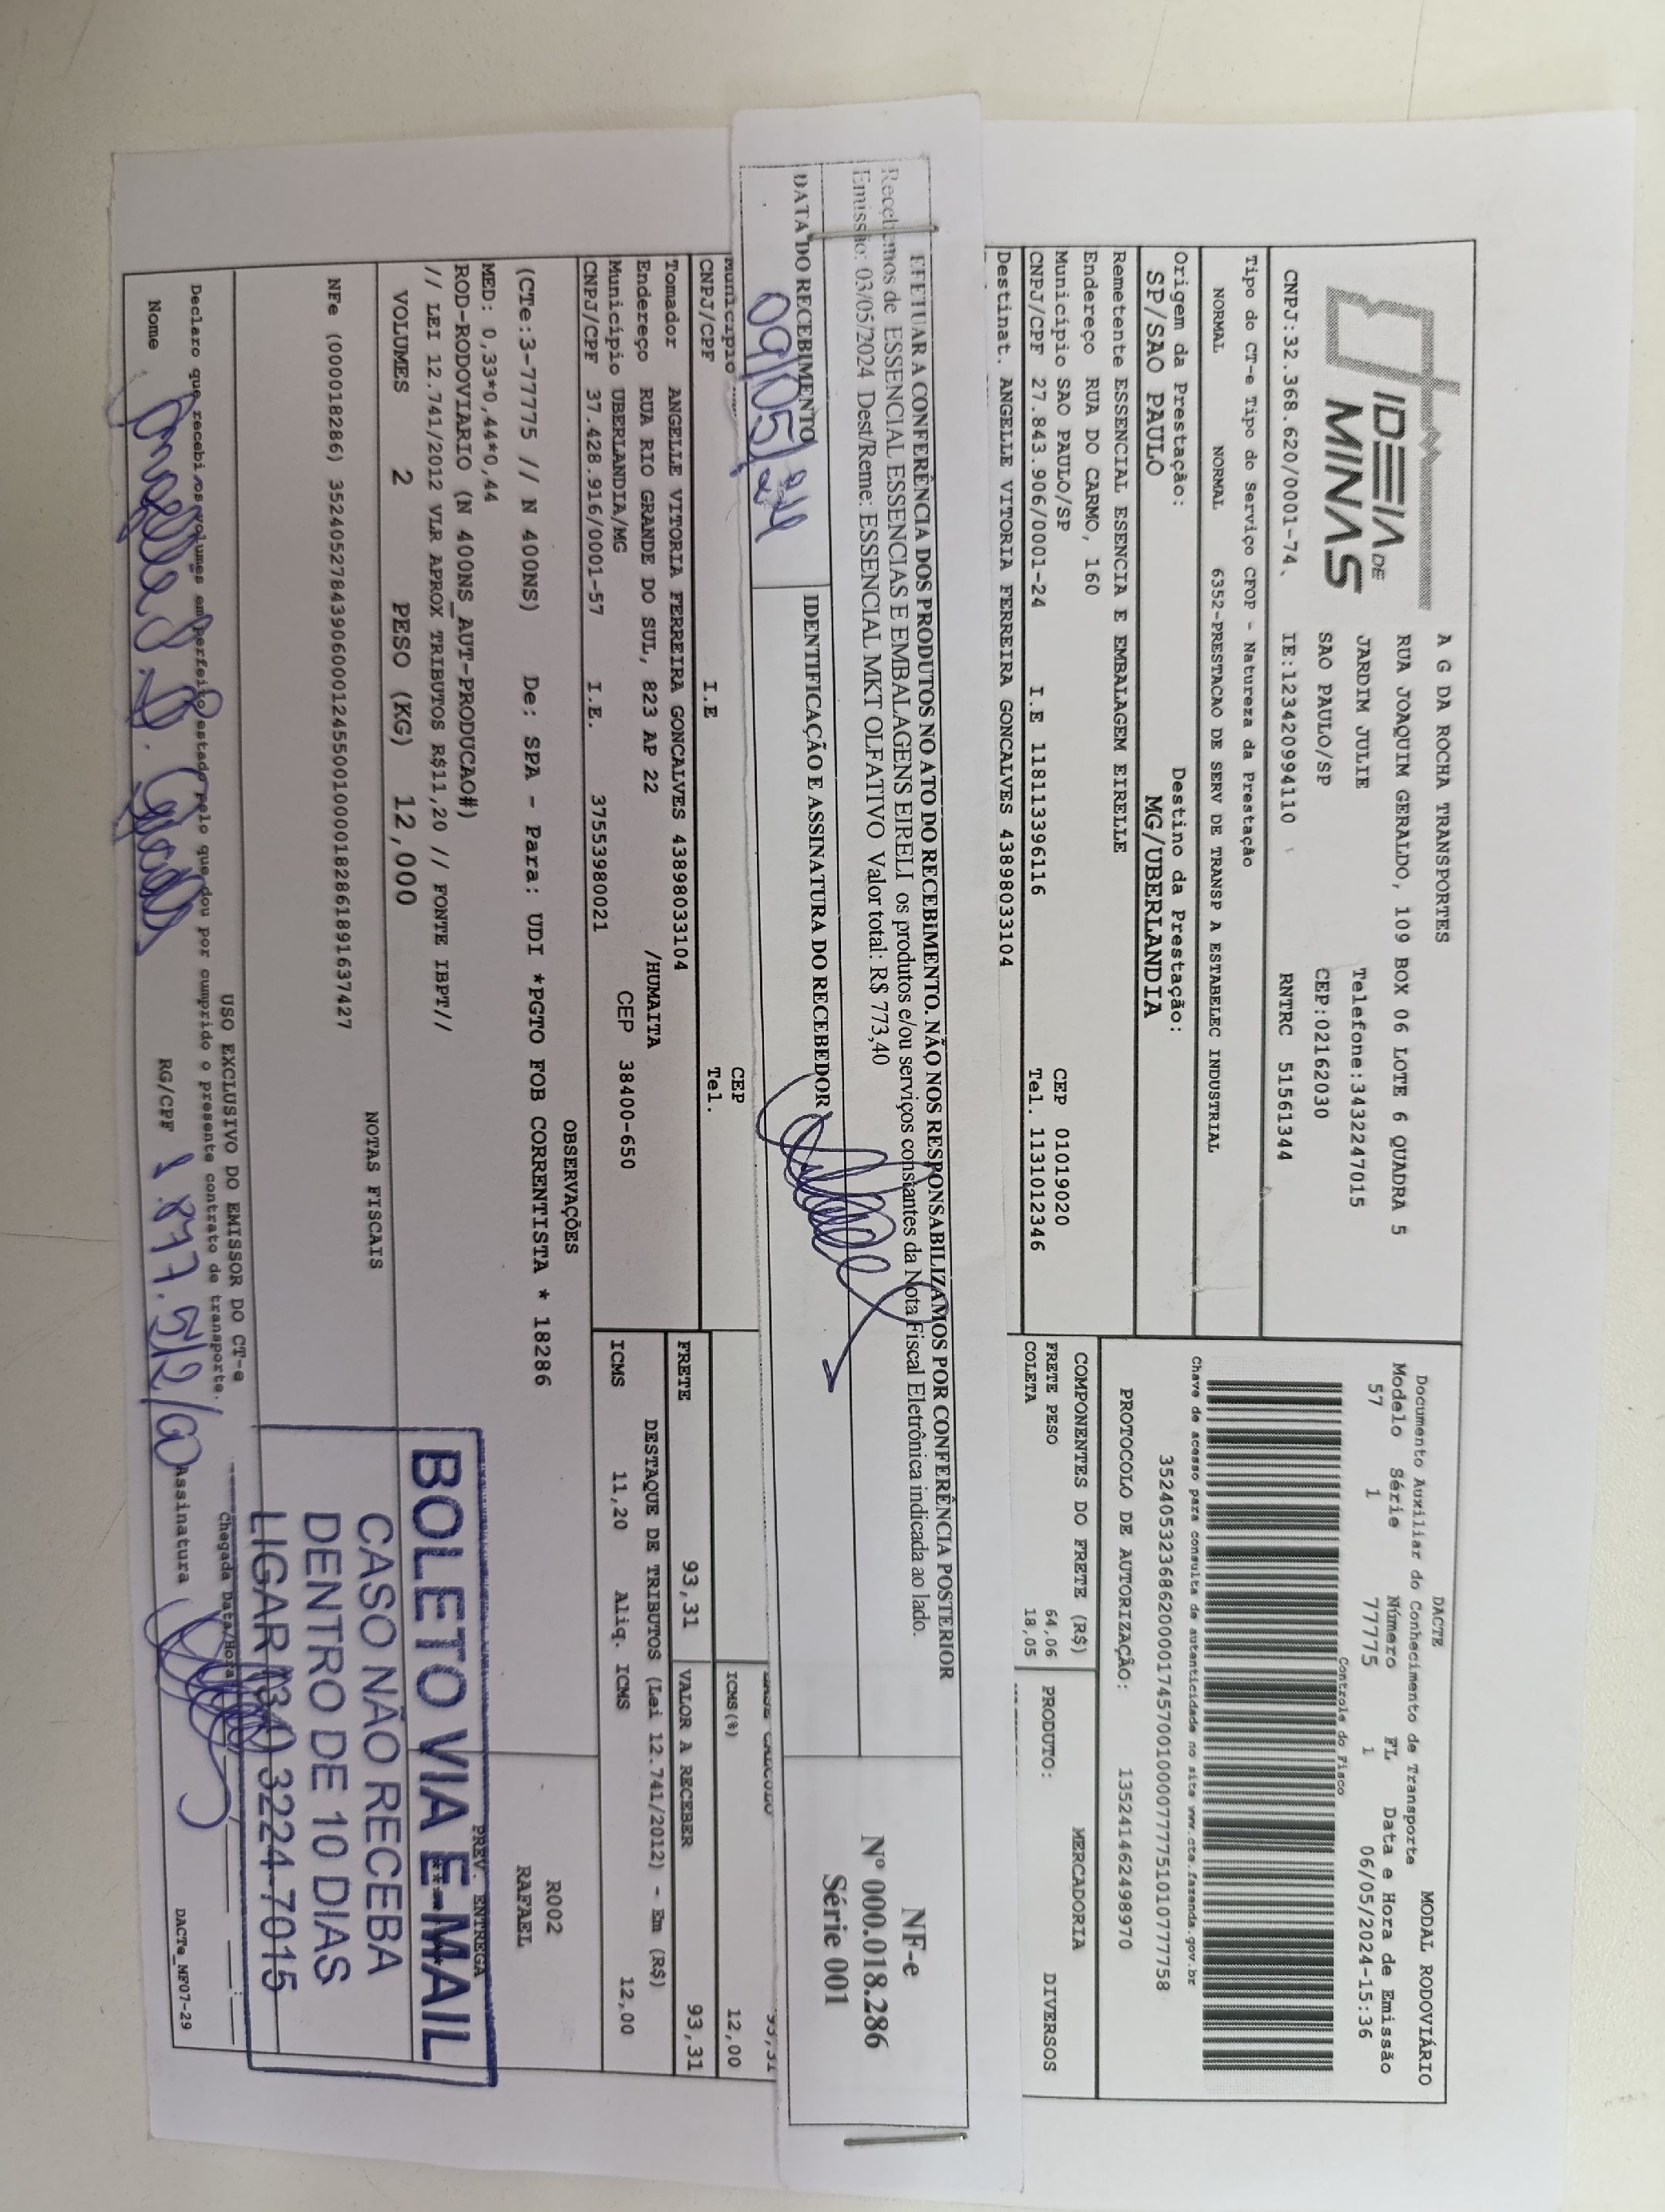 IDEIA DE
MINAS
A G DA ROCHA TRANSPORTES
RUA JOAQUIM GERALDO, 109 BOX 06 LOTE 6 QUADRA 5
JARDIM JULIE Telefone:3432247015
SAO PAULO/SP CEP:02162030
CNPJ:32.368.620/0001-74 IE:123420994110 RNTRC 51561344
Tipo do CT-e Tipo do Serviço CFOP - Natureza da Prestação
NORMAL NORMAL 6352-PRESTACAO DE SERV DE TRANSP A ESTABELEC INDUSTRIAL
Origem da Prestação: Destino da Prestação:
SP/SAO PAULO MG/UBERLANDIA
Remetente ESSENCIAL ESENCIA E EMBALAGEM EIRELLE
Endereço RUA DO CARMO, 160
Município SAO PAULO/SP CEP 01019020
CNPJ/CPF 27.843.906/0001-24 I.E 118113396116 Tel. 1131012346
Destinat. ANGELLE VITORIA FERREIRA GONCALVES 43898033104
DACTE MODAL RODOVIÁRIO
Documento Auxiliar do Conhecimento de Transporte
Modelo Série Número FL Data e Hora de Emissão
57 1 77775 1 06/05/2024-15:36
Controle do Fisco
Chave de acesso para consulta de autenticidade no site www.cte.fazenda.gov.br
35240532368620000174570010000777751010777758
PROTOCOLO DE AUTORIZAÇÃO: 135241462498970
COMPONENTES DO FRETE (R$) PRODUTO: MERCADORIA DIVERSOS
FRETE PESO 64,06
COLETA 18,05
EFETUAR A CONFERÊNCIA DOS PRODUTOS NO ATO DO RECEBIMENTO. NÃO NOS RESPONSABILIZAMOS POR CONFERÊNCIA POSTERIOR
Recebemos de ESSENCIAL ESSENCIAS E EMBALAGENS EIRELI os produtos e/ou serviços constantes da Nota Fiscal Eletrônica indicada ao lado.
Emissão: 03/05/2024 Dest/Reme: ESSENCIAL MKT OLFATIVO Valor total: R$ 773,40
DATA DO RECEBIMENTO IDENTIFICAÇÃO E ASSINATURA DO RECEBEDOR
09/05/24
NF-e
Nº 000.018.286
Série 001
Município CEP
CNPJ/CPF I.E Tel.
ICMS(%) 12,00
Tomador ANGELLE VITORIA FERREIRA GONCALVES 43898033104
Endereço RUA RIO GRANDE DO SUL, 823 AP 22 /HUMAITA
Município UBERLANDIA/MG CEP 38400-650
CNPJ/CPF 37.428.916/0001-57 I.E. 37553980021
FRETE 93,31 VALOR A RECEBER 93,31
DESTAQUE DE TRIBUTOS (Lei 12.741/2012) - Em (R$)
ICMS 11,20 Aliq. ICMS 12,00
OBSERVAÇÕES
(CTe:3-77775 // N 400NS) De: SPA - Para: UDI *PGTO FOB CORRENTISTA * 18286
MED: 0,33*0,44*0,44
ROD-RODOVIARIO (N 400NS_AUT-PRODUCAO#)
// LEI 12.741/2012 VLR APROX TRIBUTOS R$11,20 // FONTE IBPT//
R002
RAFAEL
VOLUMES 2 PESO (KG) 12,000
PREV. ENTREGA
NOTAS FISCAIS
NFe (000018286) 35240527843906000124550010000182861891637427
BOLETO VIA E-MAIL
CASO NÃO RECEBA
DENTRO DE 10 DIAS
LIGAR (34) 3224-7015
USO EXCLUSIVO DO EMISSOR DO CT-e
Declaro que recebi os volumes em perfeito estado pelo que dou por cumprido o presente contrato de transporte.
Chegada Data/Hora
Nome RG/CPF Assinatura
DACTe_MF07-29